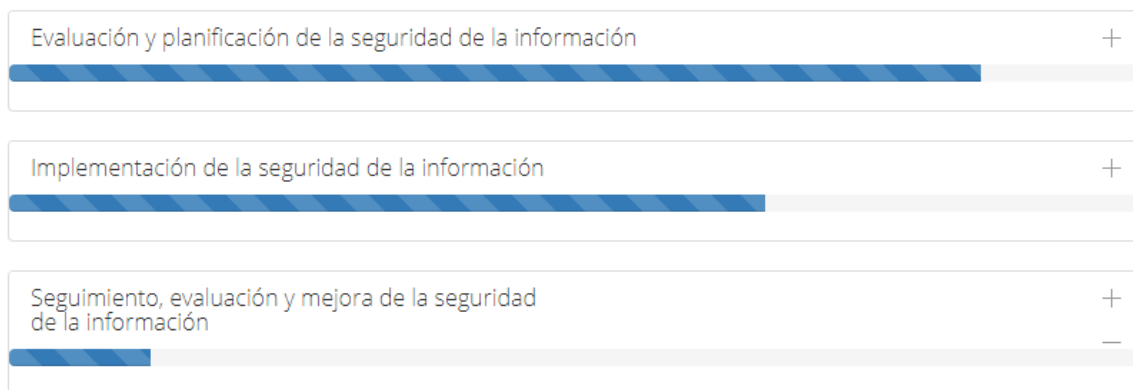 Evaluación y planificación de la seguridad de la información
Implementación de la seguridad de la información
Seguimiento, evaluación y mejora de la seguridad
de la información